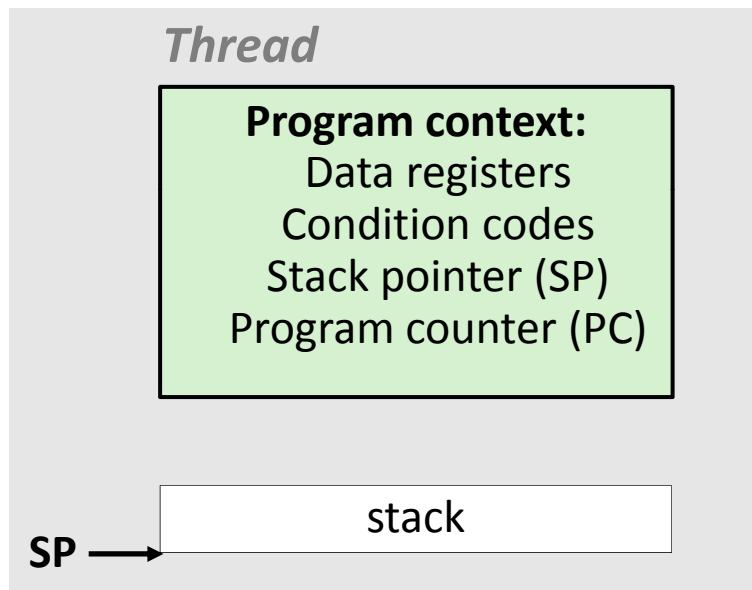 Thread
Program context:
Data registers
Condition codes
Stack pointer (SP)
Program counter (PC)
stack
SP